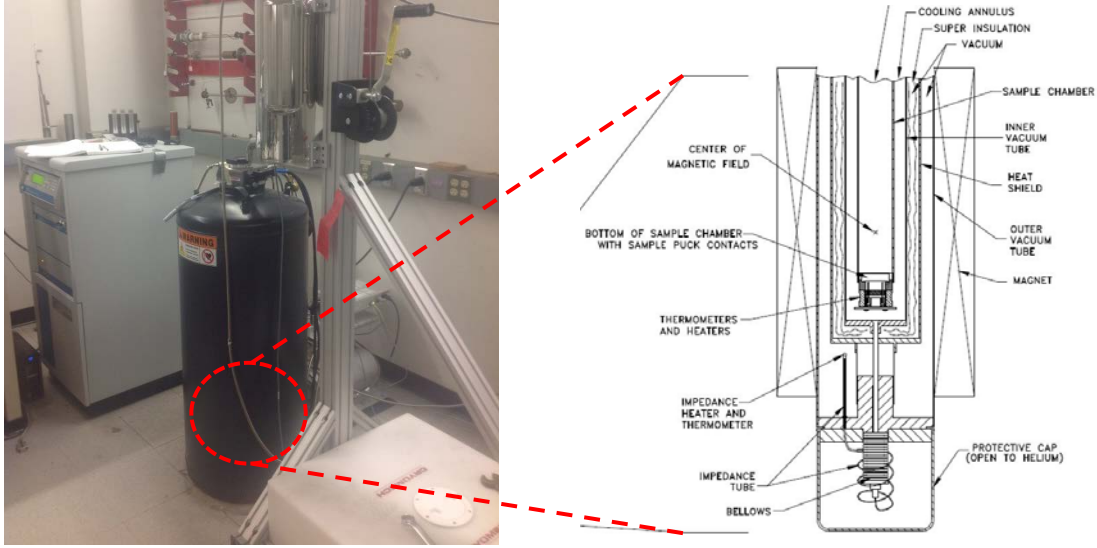 WARNING
CRYOMECH
COOLING ANNULUS
SUPER INSULATION
VACUUM
SAMPLE CHAMBER
INNER
VACUUM
TUBE
HEAT
SHIELD
OUTER
VACUUM
TUBE
MAGNET
CENTER OF
MAGNETIC FIELD
BOTTOM OF SAMPLE CHAMBER
WITH SAMPLE PUCK CONTACTS
THERMOMETERS
AND HEATERS
IMPEDANCE
HEATER AND
THERMOMETER
IMPEDANCE
TUBE
BELLOWS
PROTECTIVE CAP
(OPEN TO HELIUM)